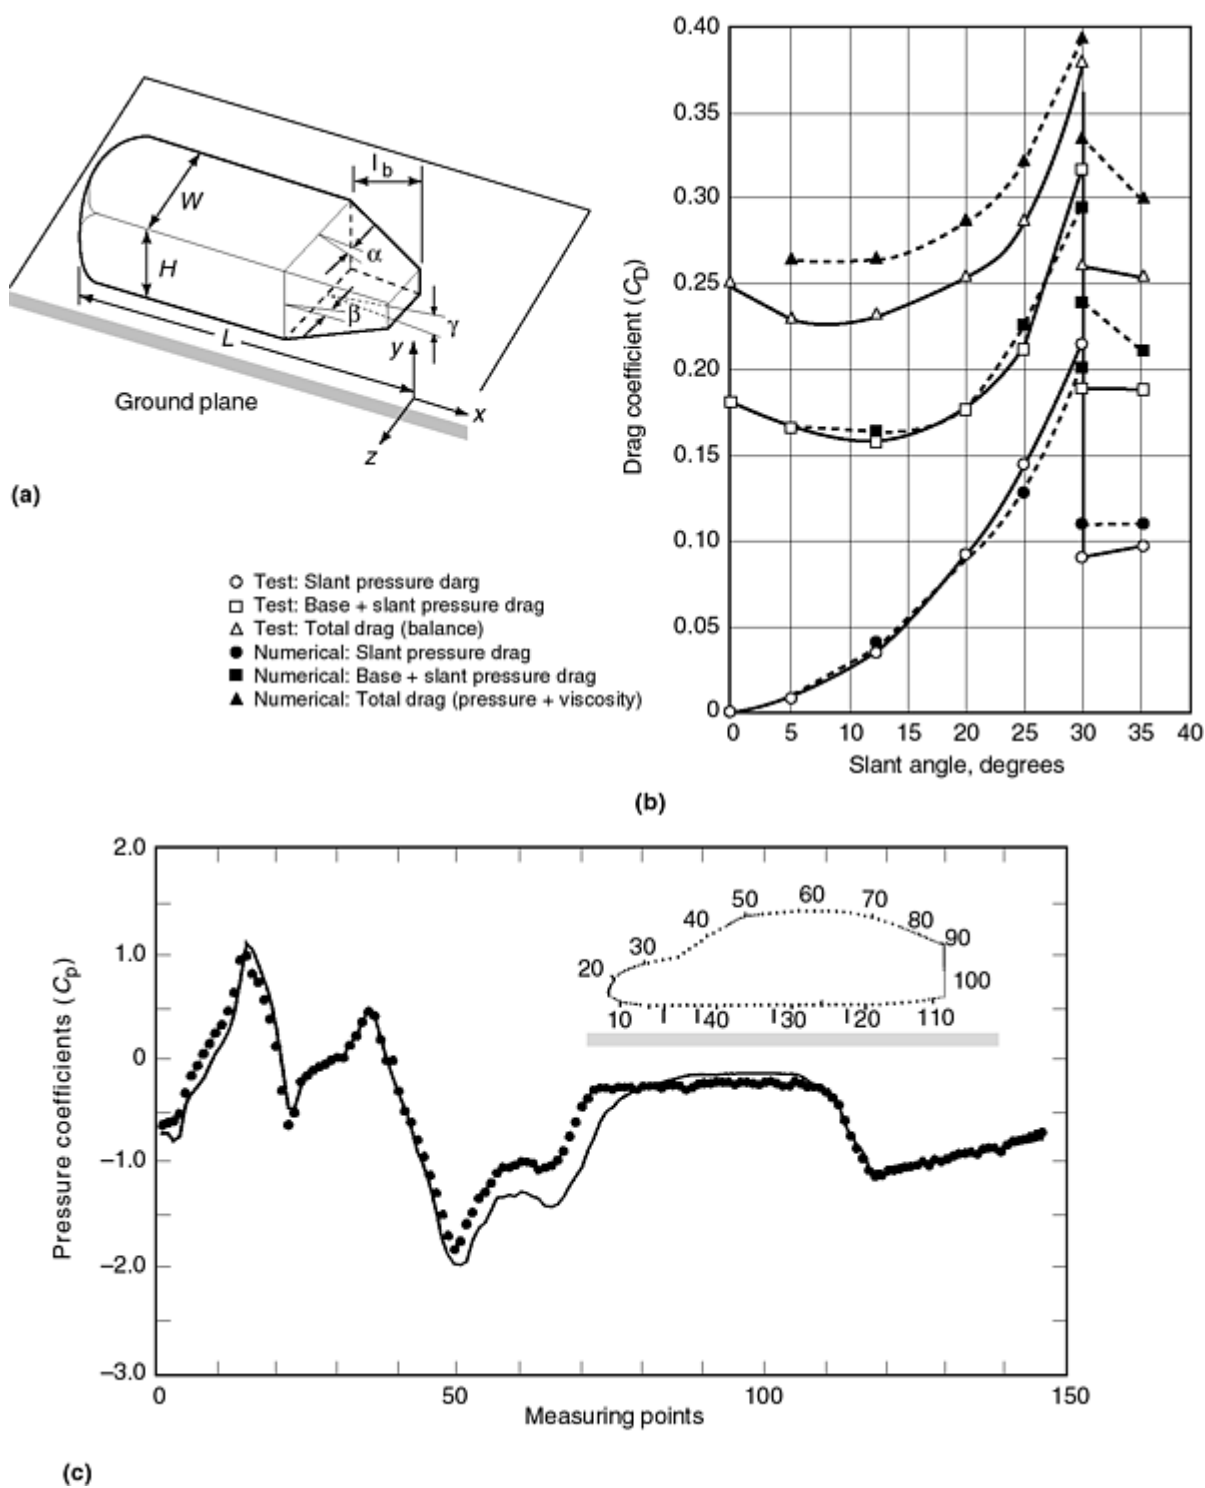 l b
W
α
H
β
γ
L
y
Ground plane
x
z
(a)
Test: Slant pressure darg
Test: Base + slant pressure drag
Test: Total drag (balance)
Numerical: Slant pressure drag
Numerical: Base + slant pressure drag
Numerical: Total drag (pressure + viscosity)
0.40
0.35
0.30
0.25
0.20
0.15
0.10
0.05
0
Drag coefficient (CD)
0 5 10 15 20 25 30 35 40
Slant angle, degrees
(b)
2.0
1.0
0
–1.0
–2.0
–3.0
Pressure coefficients (Cp)
60
50 70
40 80
30 90
20 100
10 140 130 120 110
0 50 100 150
Measuring points
(c)